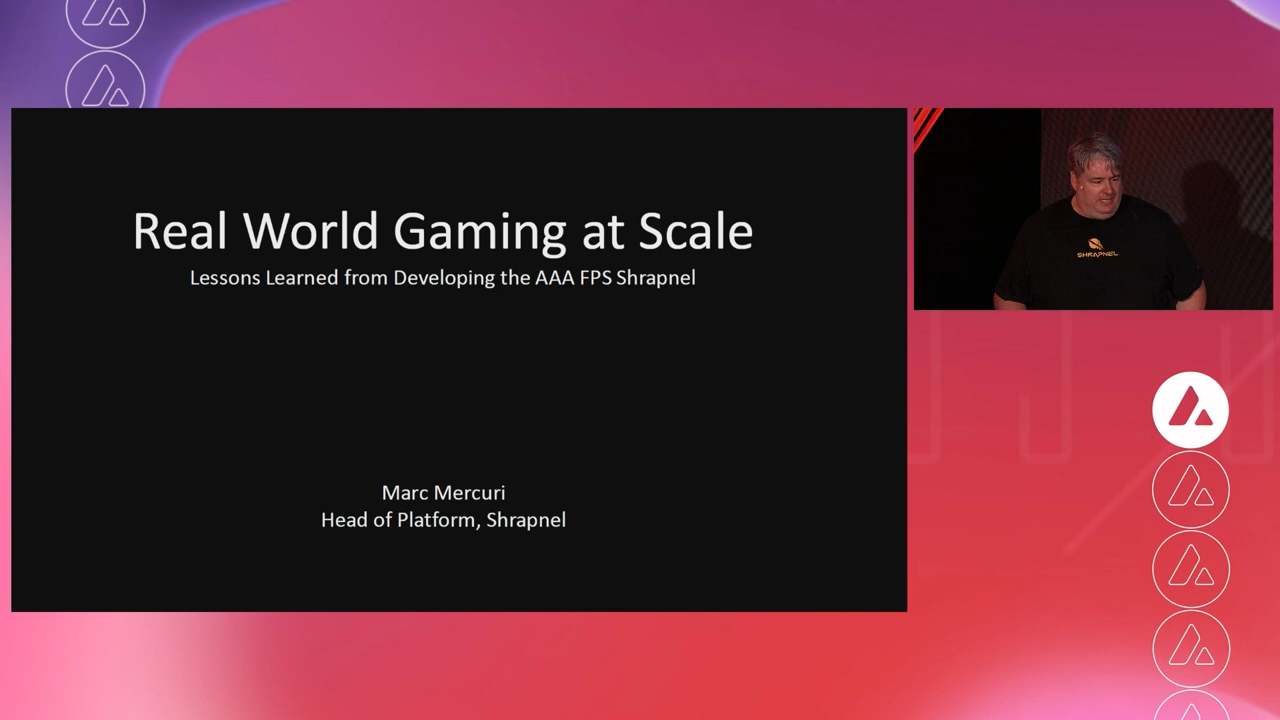 Real World Gaming at Scale
Lessons Learned from Developing the AAA FPS Shrapnel
Marc Mercuri
Head of Platform, Shrapnel
SHRAPNEL